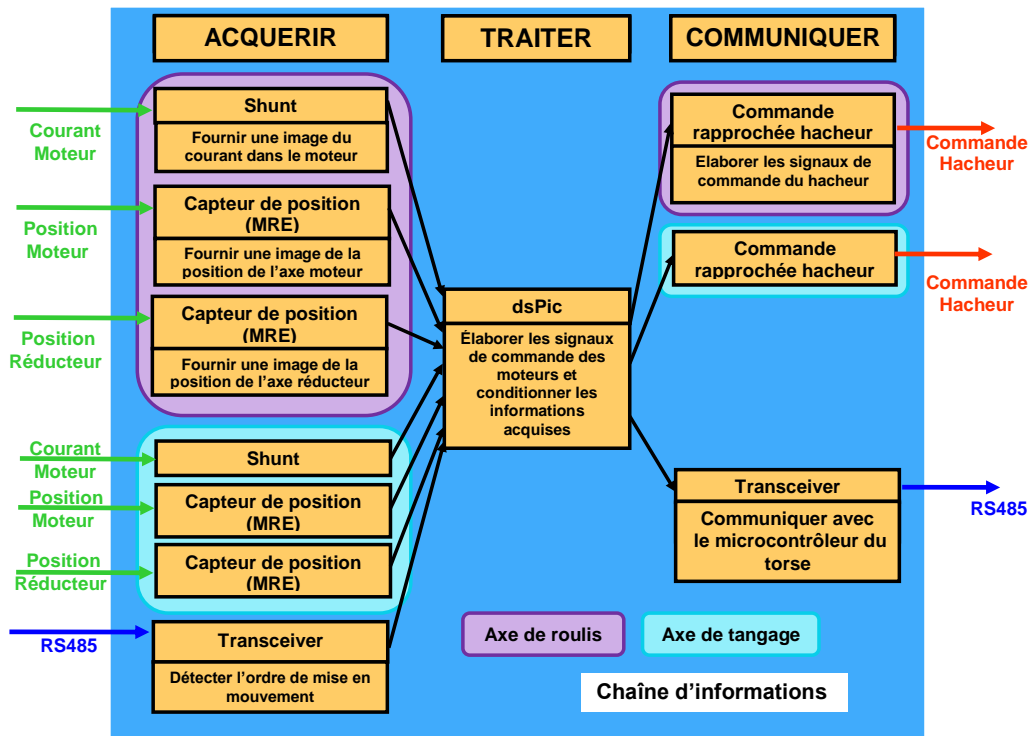 ACQUERIR
TRAITER
COMMUNIQUER
Courant
Moteur
Shunt
Fournir une image du
courant dans le moteur
Position
Moteur
Capteur de position
(MRE)
Fournir une image de la
position de l’axe moteur
Position
Réducteur
Capteur de position
(MRE)
Fournir une image de la
position de l’axe réducteur
Courant
Moteur
Shunt
Position
Moteur
Capteur de position
(MRE)
Position
Réducteur
Capteur de position
(MRE)
RS485
Transceiver
Détecter l’ordre de mise en
mouvement
dsPic
Élaborer les signaux
de commande des
moteurs et
conditionner les
informations
acquises
Commande
rapprochée hacheur
Elaborer les signaux de
commande du hacheur
Commande
Hacheur
Commande
rapprochée hacheur
Commande
Hacheur
Transceiver
Communiquer avec
le microcontrôleur du
torse
RS485
Axe de roulis
Axe de tangage
Chaîne d’informations